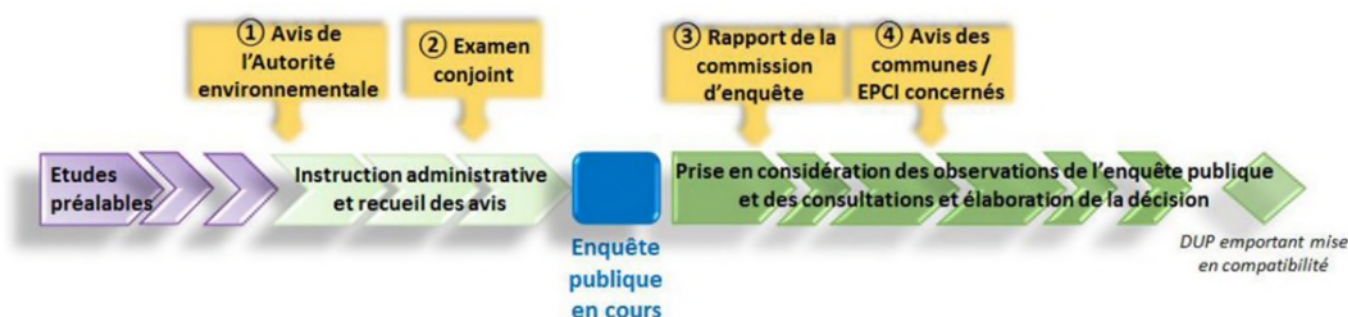 ① Avis de
l'Autorité
environnementale
② Examen
conjoint
③ Rapport de la
commission
d'enquête
④ Avis des
communes /
EPCI concernés
Etudes
préalables
Instruction administrative
et recueil des avis
Enquête
publique
en cours
Prise en considération des observations de l'enquête publique
et des consultations et élaboration de la décision
DUP emportant mise
en compatibilité